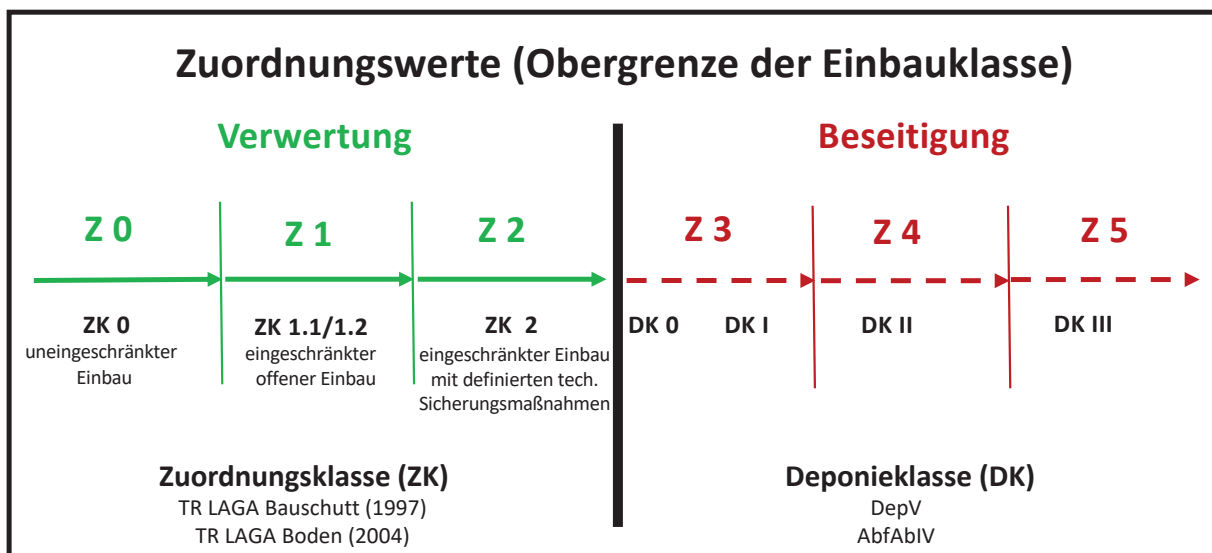 Zuordnungswerte (Obergrenze der Einbauklasse)
Verwertung
Beseitigung
Z 0
Z 1
Z 2
Z 3
Z 4
Z 5
ZK 0
uneingeschränkter
Einbau
ZK 1.1/1.2
eingeschränkter
offener Einbau
ZK 2
eingeschränkter Einbau
mit definierten tech.
Sicherungsmaßnahmen
DK 0
DK I
DK II
DK III
Zuordnungsklasse (ZK)
TR LAGA Bauschutt (1997)
TR LAGA Boden (2004)
Deponieklasse (DK)
DepV
AbfAbIV